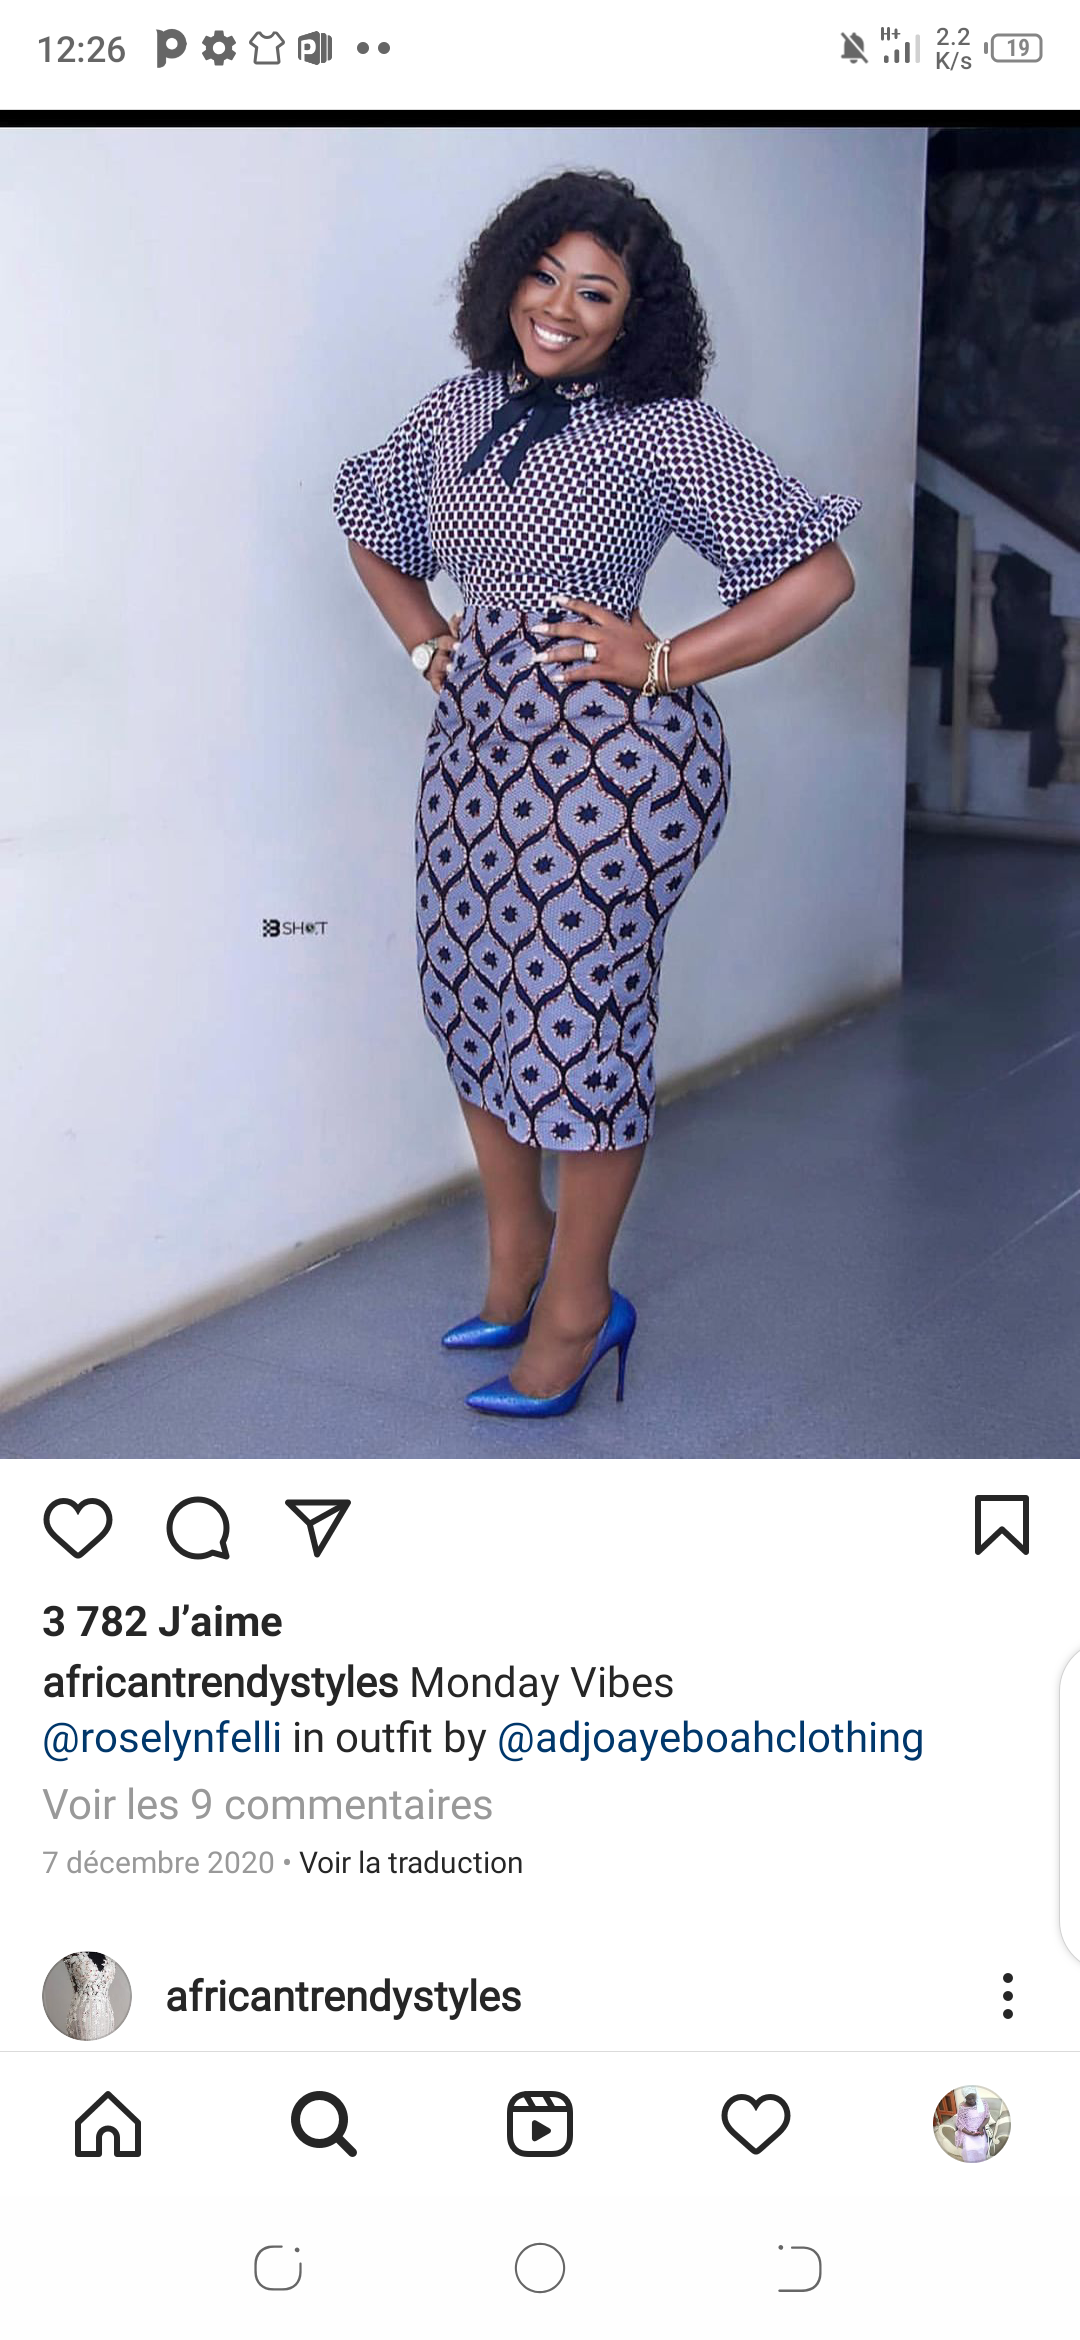 12:26
H+
2.2
K/s
19
SHOT
3 782 J’aime
africantrendystyles Monday Vibes
@roselynfelli in outfit by @adjoayeboahclothing
Voir les 9 commentaires
7 décembre 2020 • Voir la traduction
africantrendystyles